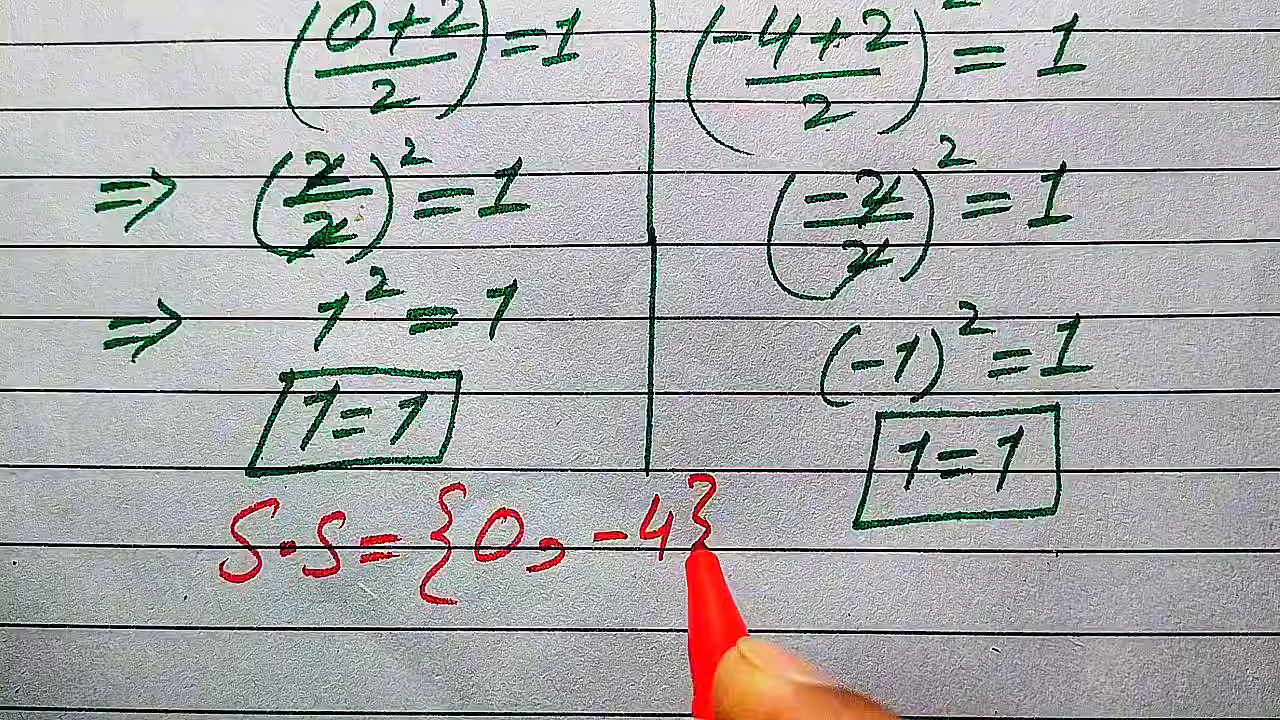 (0+2/2) = 1
(-4+2/2)² = 1
⇒ (2/2)² = 1
(-2/2)² = 1
⇒ 1² = 1
(-1)² = 1
1=1
1=1
S.S = {0, -4}